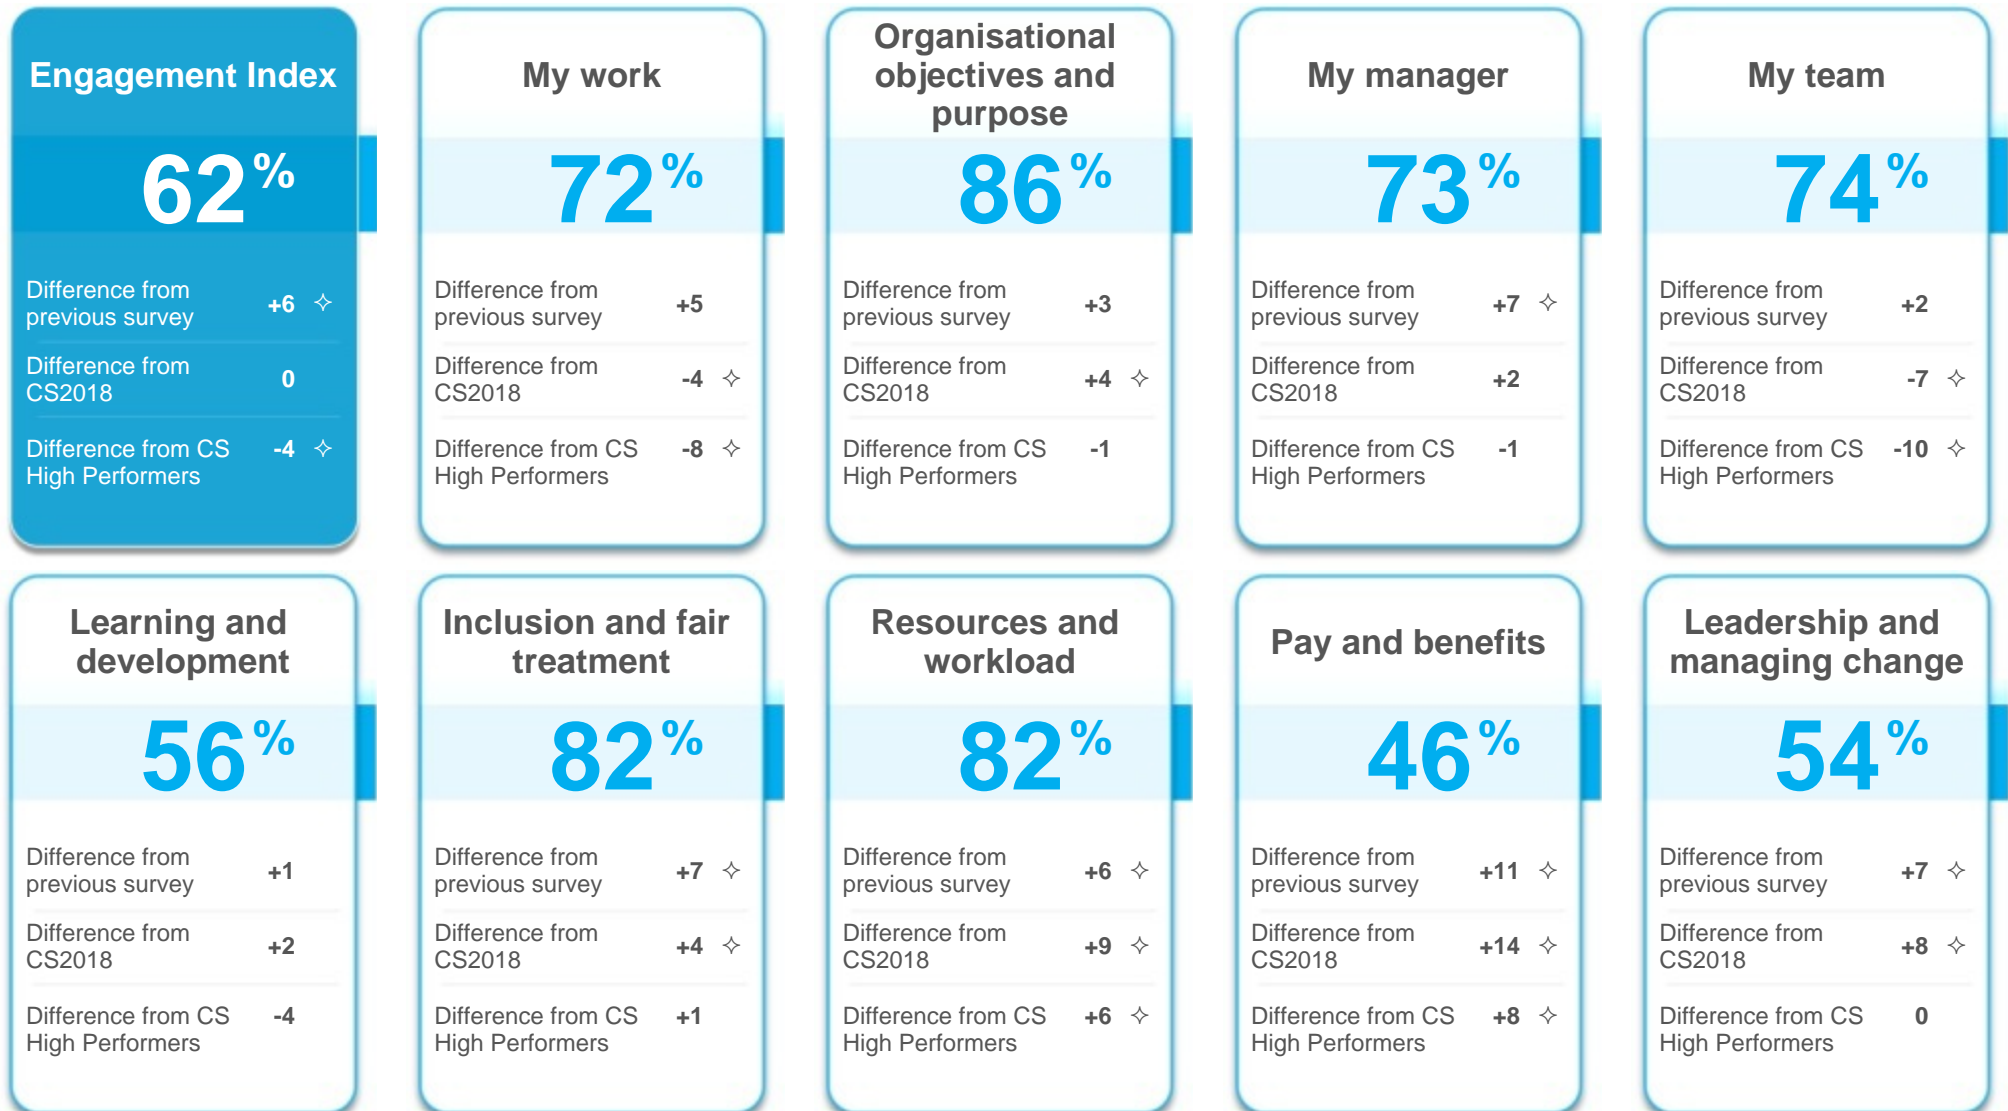 Engagement Index
62%
Difference from
previous survey
+6 ✧
Difference from
CS2018
0
Difference from CS
High Performers
-4 ✧
My work
72%
Difference from
previous survey
+5
Difference from
CS2018
-4 ✧
Difference from CS
High Performers
-8 ✧
Organisational
objectives and
purpose
86%
Difference from
previous survey
+3
Difference from
CS2018
+4 ✧
Difference from CS
High Performers
-1
My manager
73%
Difference from
previous survey
+7 ✧
Difference from
CS2018
+2
Difference from CS
High Performers
-1
My team
74%
Difference from
previous survey
+2
Difference from
CS2018
-7 ✧
Difference from CS
High Performers
-10 ✧
Learning and
development
56%
Difference from
previous survey
+1
Difference from
CS2018
+2
Difference from CS
High Performers
-4
Inclusion and fair
treatment
82%
Difference from
previous survey
+7 ✧
Difference from
CS2018
+4 ✧
Difference from CS
High Performers
+1
Resources and
workload
82%
Difference from
previous survey
+6 ✧
Difference from
CS2018
+9 ✧
Difference from CS
High Performers
+6 ✧
Pay and benefits
46%
Difference from
previous survey
+11 ✧
Difference from
CS2018
+14 ✧
Difference from CS
High Performers
+8 ✧
Leadership and
managing change
54%
Difference from
previous survey
+7 ✧
Difference from
CS2018
+8 ✧
Difference from CS
High Performers
0